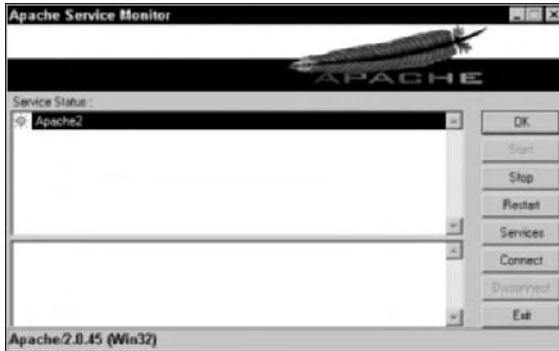 Apache Service Monitor
APACHE
Service Status :
Apache2
OK
Start
Stop
Restart
Services
Connect
Disconnect
Exit
Apache/2.0.45 (Win32)